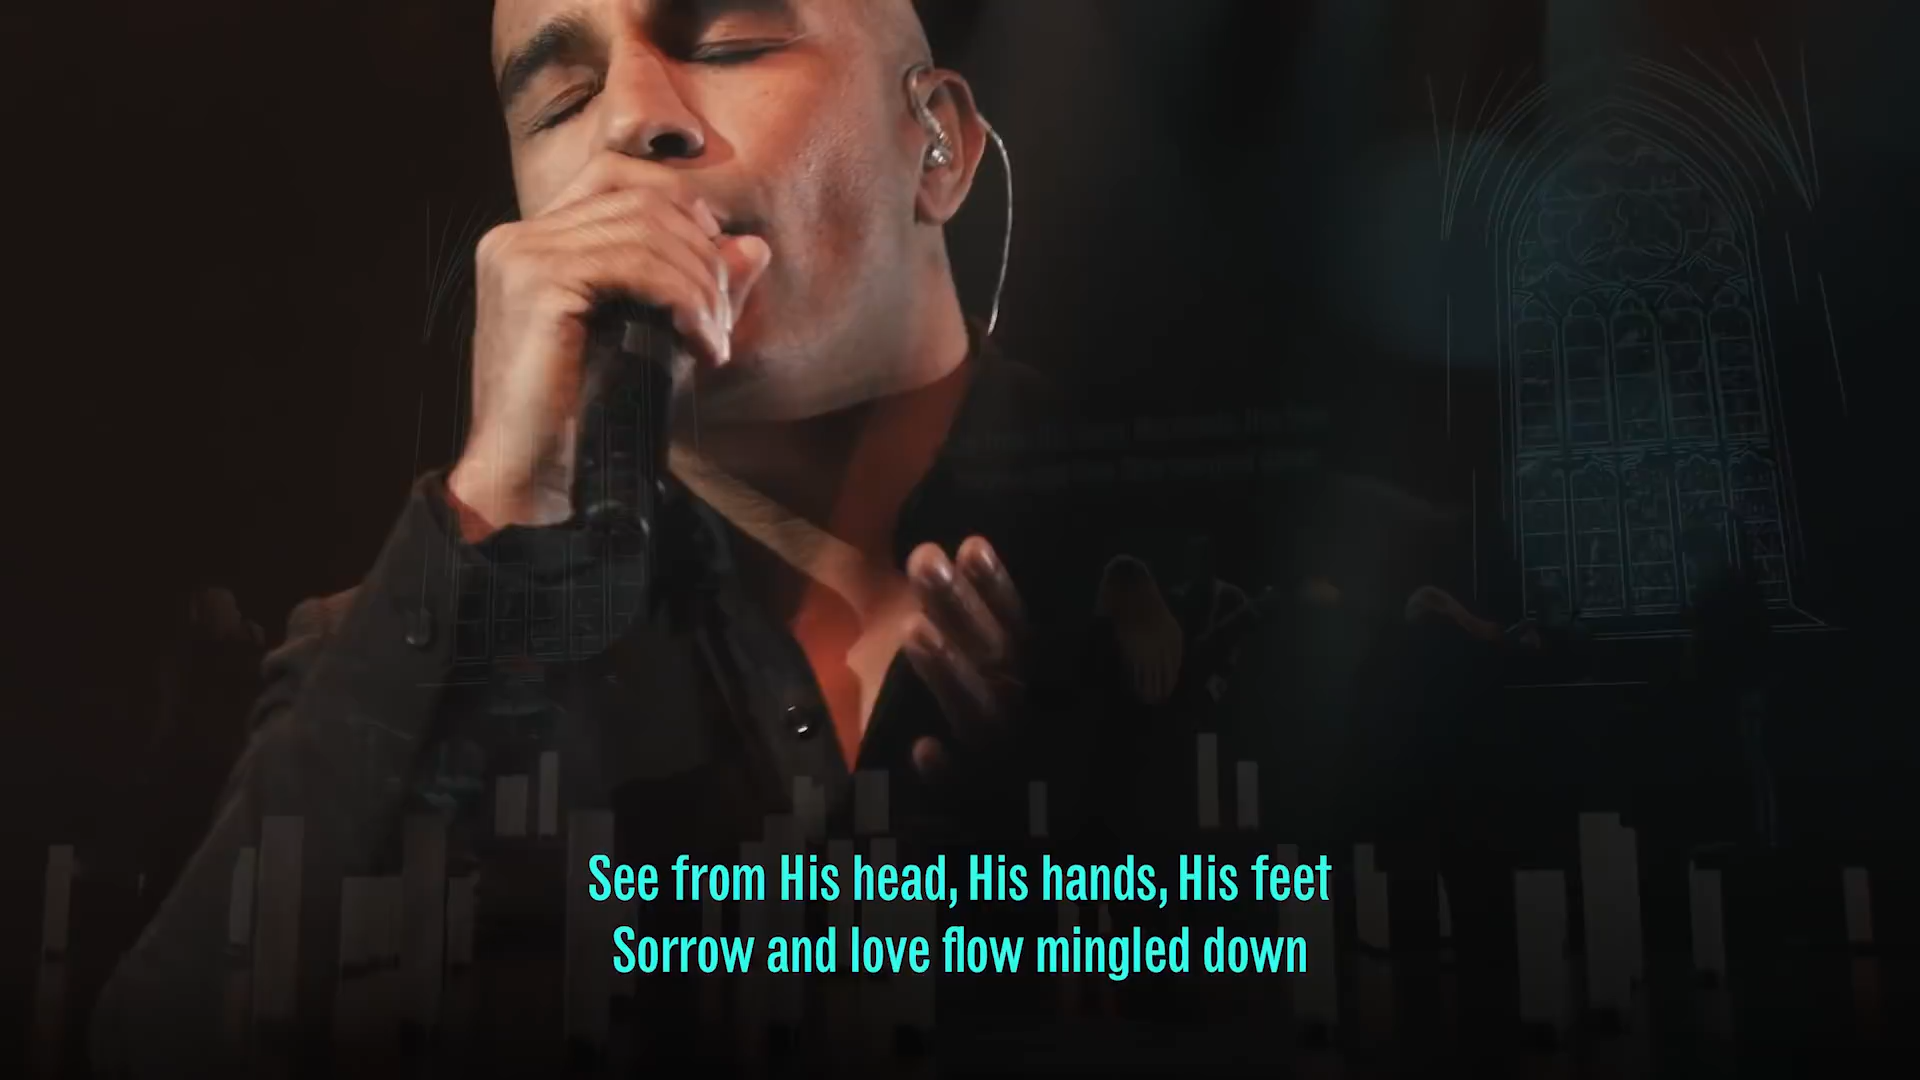 See from His head, His hands, His feet
Sorrow and love flow mingled down